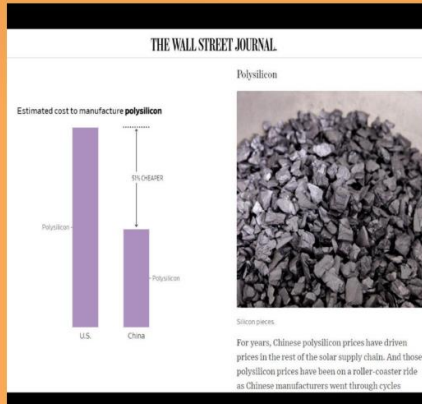 THE WALL STREET JOURNAL.
Polysilicon
Estimated cost to manufacture polysilicon
51% CHEAPER
Polysilicon
Polysilicon
U.S.
China
Silicon pieces.
For years, Chinese polysilicon prices have driven
prices in the rest of the solar supply chain. And those
polysilicon prices have been on a roller-coaster ride
as Chinese manufacturers went through cycles